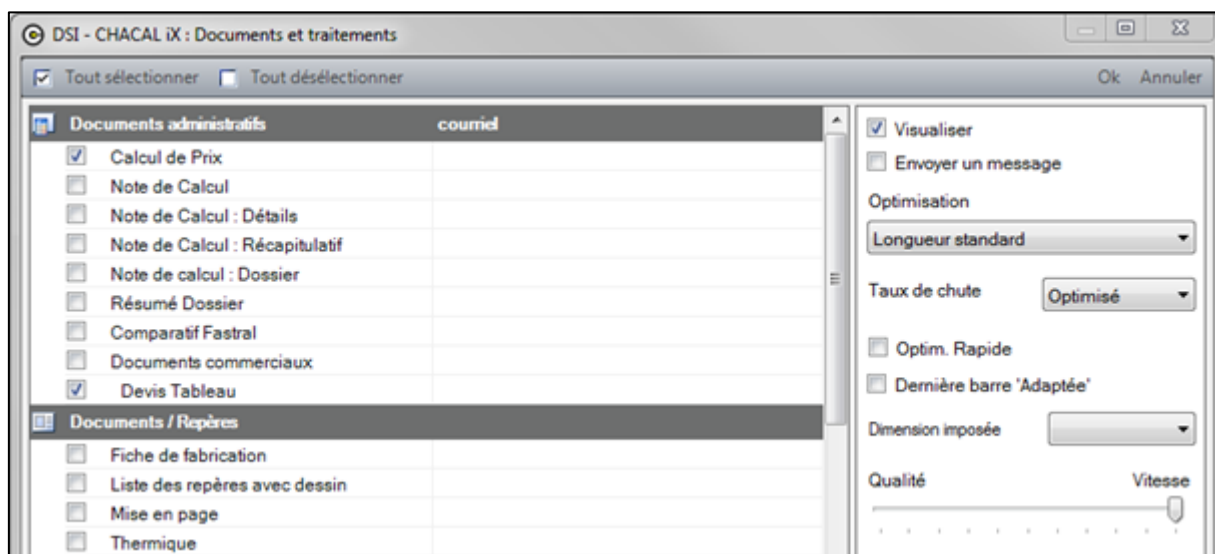 DSI - CHACAL iX : Documents et traitements
Tout sélectionner Tout désélectionner Ok Annuler
Documents administratifs courriel
Calcul de Prix
Note de Calcul
Note de Calcul : Détails
Note de Calcul : Récapitulatif
Note de calcul : Dossier
Résumé Dossier
Comparatif Fastral
Documents commerciaux
Devis Tableau
Documents / Repères
Fiche de fabrication
Liste des repères avec dessin
Mise en page
Thermique
Visualiser
Envoyer un message
Optimisation
Longueur standard
Taux de chute Optimisé
Optim. Rapide
Dernière barre 'Adaptée'
Dimension imposée
Qualité Vitesse